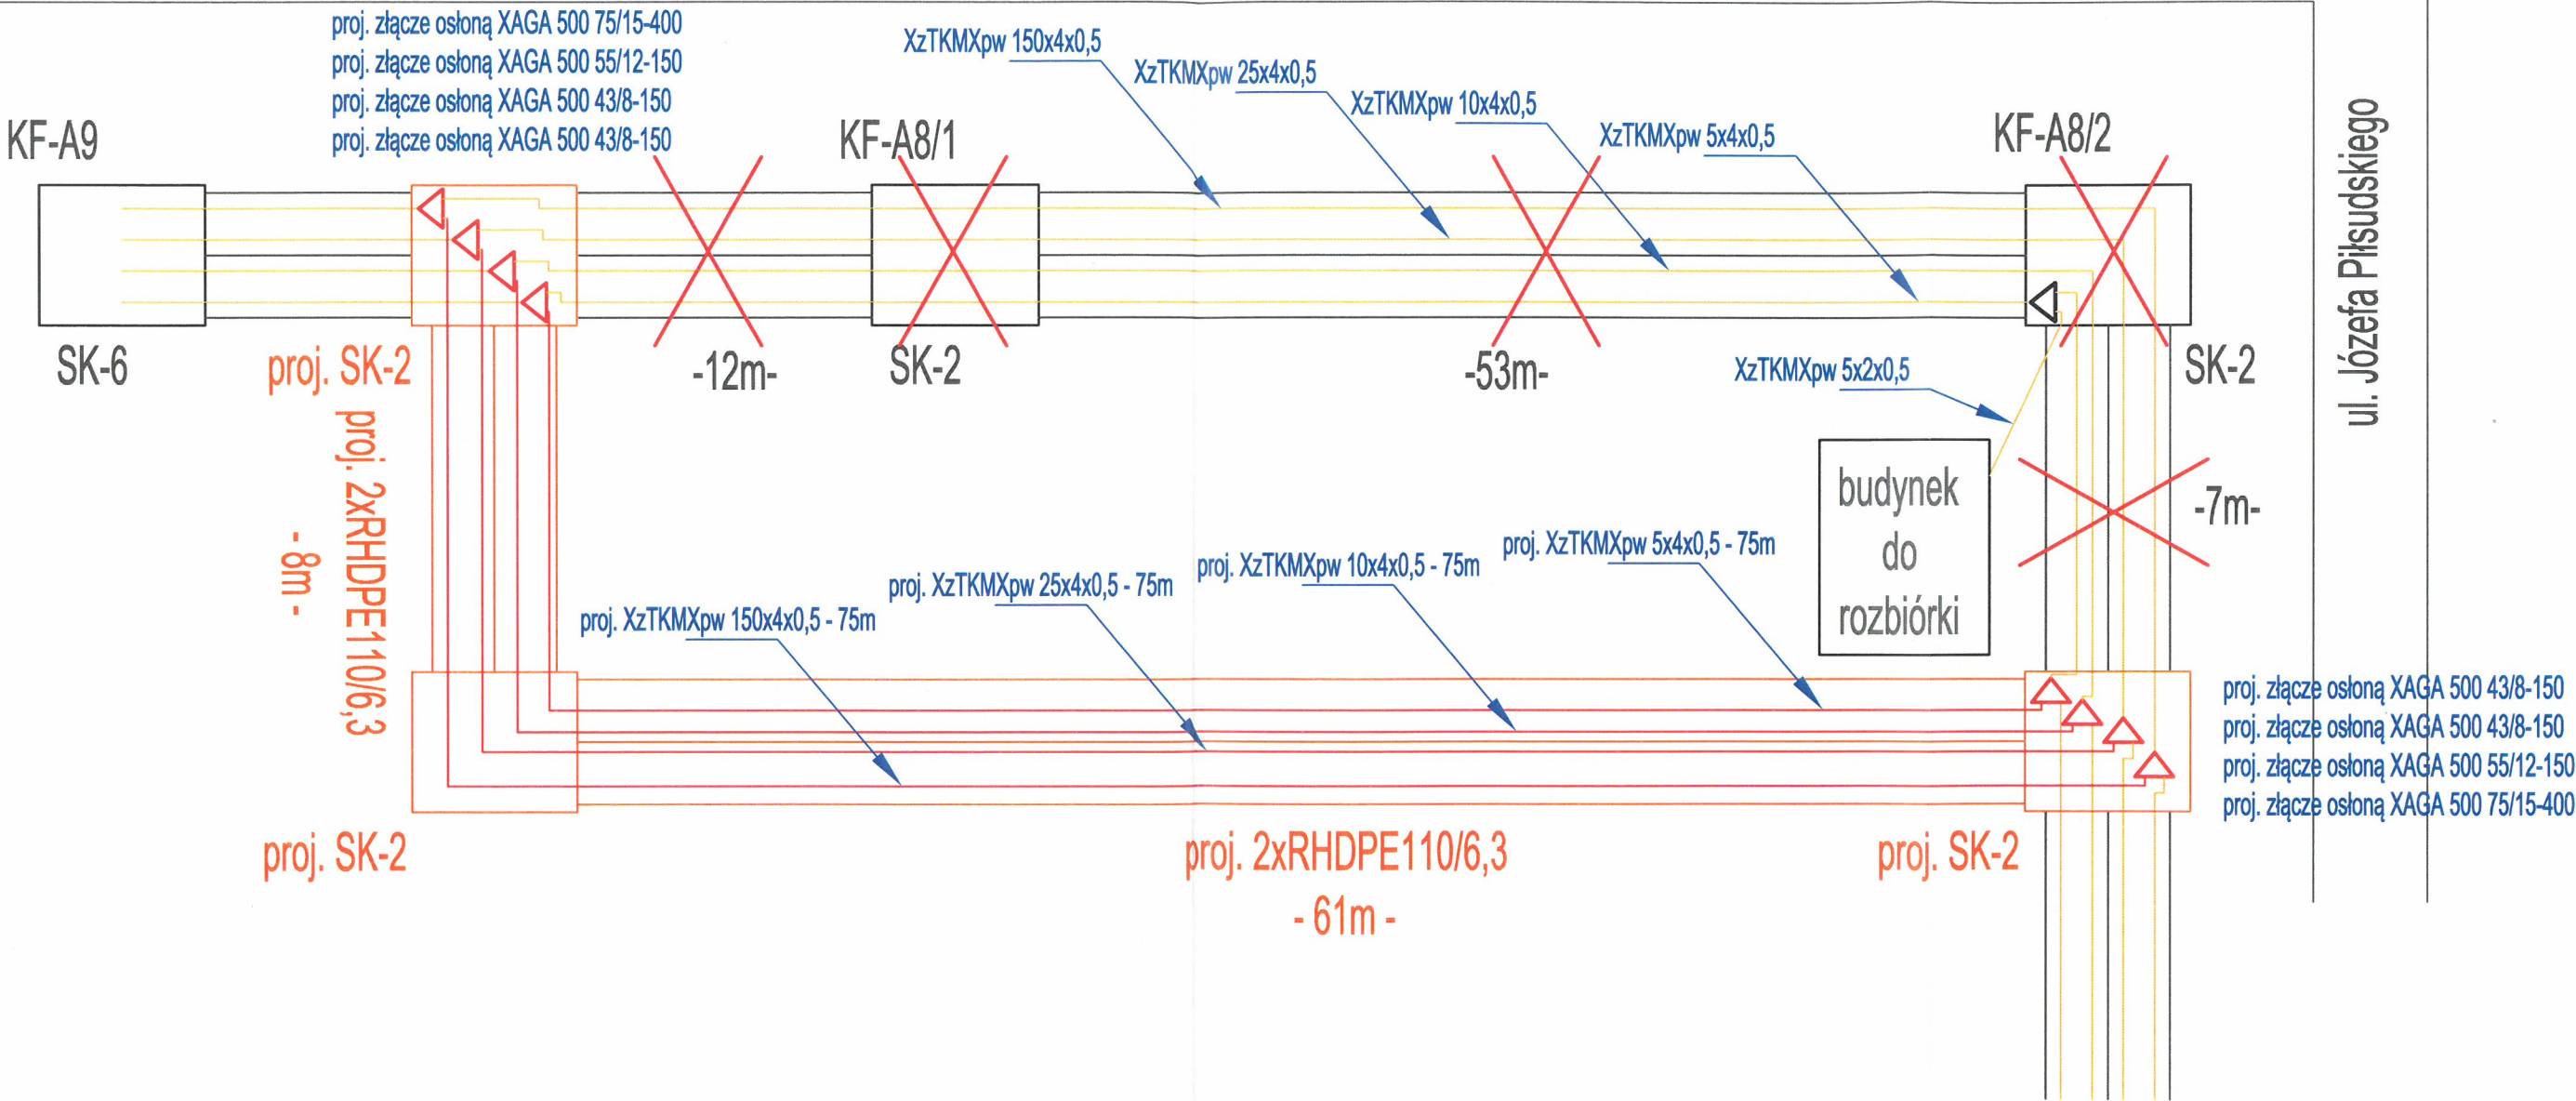 proj. złącze osłoną XAGA 500 75/15-400
proj. złącze osłoną XAGA 500 55/12-150
proj. złącze osłoną XAGA 500 43/8-150
proj. złącze osłoną XAGA 500 43/8-150
XzTKMXpw 150x4x0,5
XzTKMXpw 25x4x0,5
XzTKMXpw 10x4x0,5
XzTKMXpw 5x4x0,5
KF-A9
KF-A8/1
KF-A8/2
ul. Józefa Piłsudskiego
SK-6
proj. SK-2
-12m-
SK-2
-53m-
XzTKMXpw 5x2x0,5
SK-2
proj. 2xRHDPE110/6,3
- 8m -
budynek
do
rozbiórki
-7m-
proj. XzTKMXpw 150x4x0,5 - 75m
proj. XzTKMXpw 25x4x0,5 - 75m
proj. XzTKMXpw 10x4x0,5 - 75m
proj. XzTKMXpw 5x4x0,5 - 75m
proj. złącze osłoną XAGA 500 43/8-150
proj. złącze osłoną XAGA 500 43/8-150
proj. złącze osłoną XAGA 500 55/12-150
proj. złącze osłoną XAGA 500 75/15-400
proj. SK-2
proj. 2xRHDPE110/6,3
- 61m -
proj. SK-2